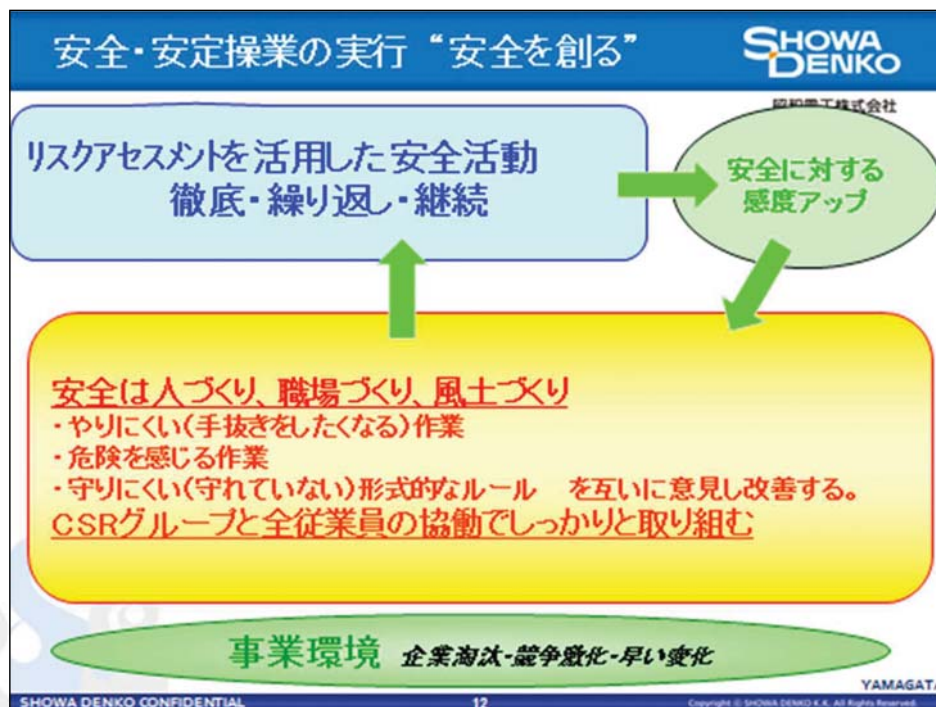 安全・安定操業の実行 “安全を創る”
SHOWA
DENKO
昭和電工株式会社
リスクアセスメントを活用した安全活動
徹底・繰り返し・継続
安全に対する
感度アップ
安全は人づくり、職場づくり、風土づくり
・やりにくい(手抜きをしたくなる)作業
・危険を感じる作業
・守りにくい(守れていない)形式的なルール を互いに意見し改善する。
CSRグループと全従業員の協働でしっかりと取り組む
事業環境 企業淘汰-競争激化-早い変化
YAMAGATA
SHOWA DENKO CONFIDENTIAL 12 Copyright © SHOWA DENKO K.K. All Rights Reserved.